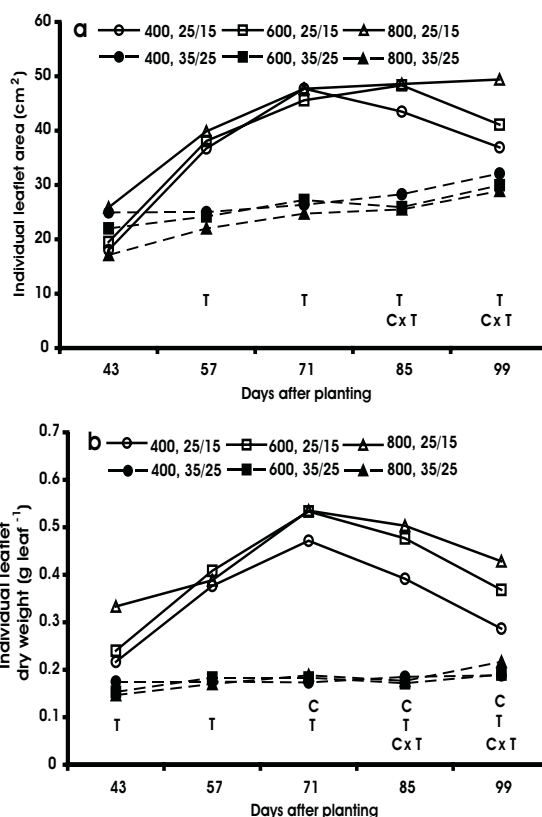 a 400, 25/15 600, 25/15 800, 25/15
400, 35/25 600, 35/25 800, 35/25
Individual leaflet area (cm²)
60
50
40
30
20
10
0
T T T T
C x T C x T
43 57 71 85 99
Days after planting
b 400, 25/15 600, 25/15 800, 25/15
400, 35/25 600, 35/25 800, 35/25
Individual leaflet
dry weight (g leaf ⁻¹)
0.7
0.6
0.5
0.4
0.3
0.2
0.1
0
C C C
T T T T T
C x T C x T
43 57 71 85 99
Days after planting